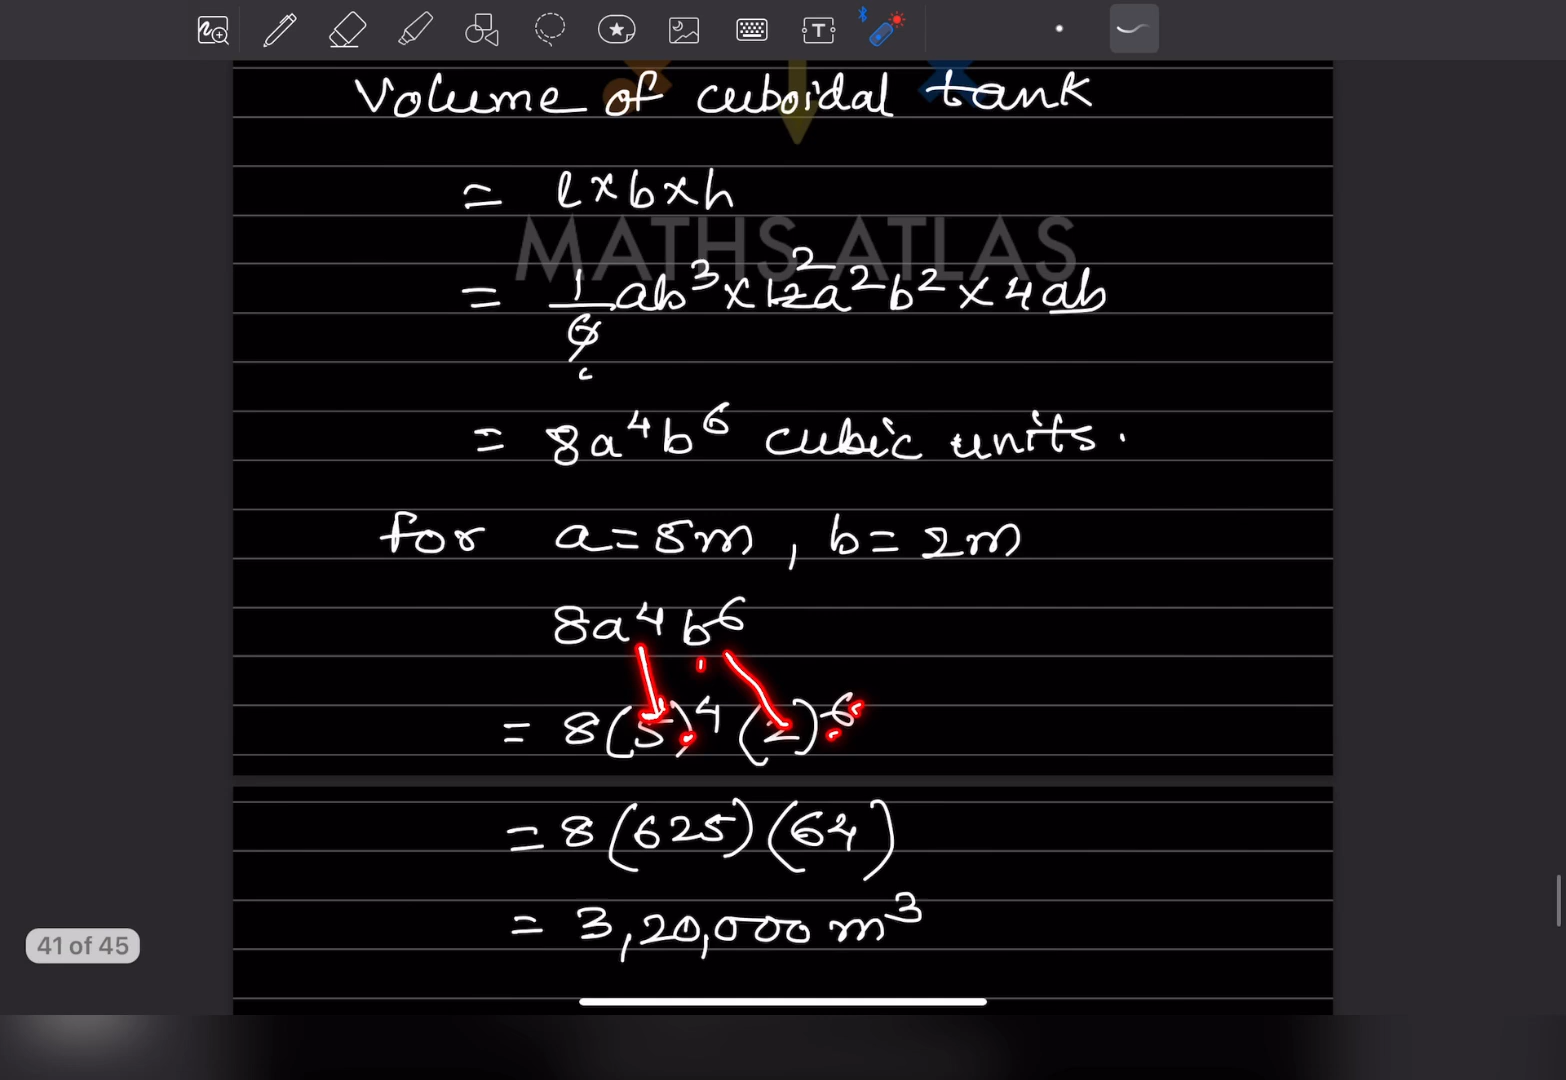 Volume of cuboidal tank
= l×b×h
MATHS ATLAS
= 1/6 ab³ × 12 2 a²b² × 4ab
= 8a⁴b⁶ cubic units.
for a=5m, b=2m
8a⁴b⁶
= 8(5)⁴(2)⁶
= 8(625)(64)
= 3,20,000 m³
41 of 45
T